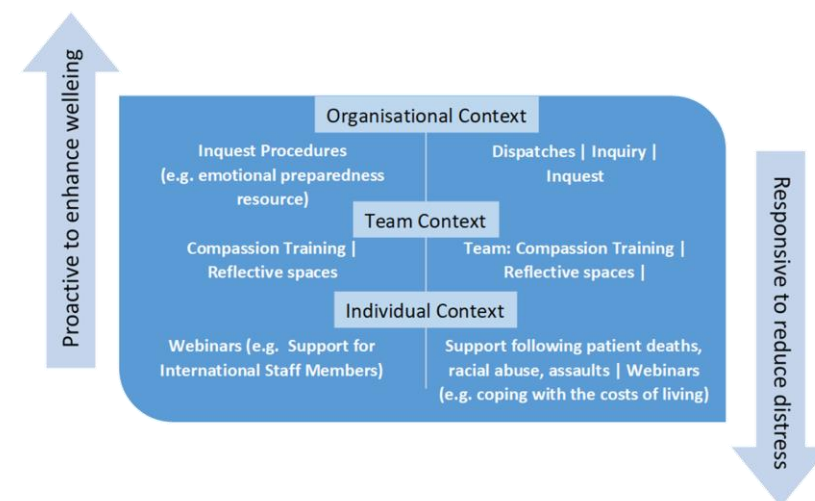 Proactive to enhance welleing
Organisational Context
Inquest Procedures
(e.g. emotional preparedness
resource)
Dispatches | Inquiry |
Inquest
Team Context
Compassion Training |
Reflective spaces
Team: Compassion Training |
Reflective spaces |
Individual Context
Webinars (e.g. Support for
International Staff Members)
Support following patient deaths,
racial abuse, assaults | Webinars
(e.g. coping with the costs of living)
Responsive to reduce distress